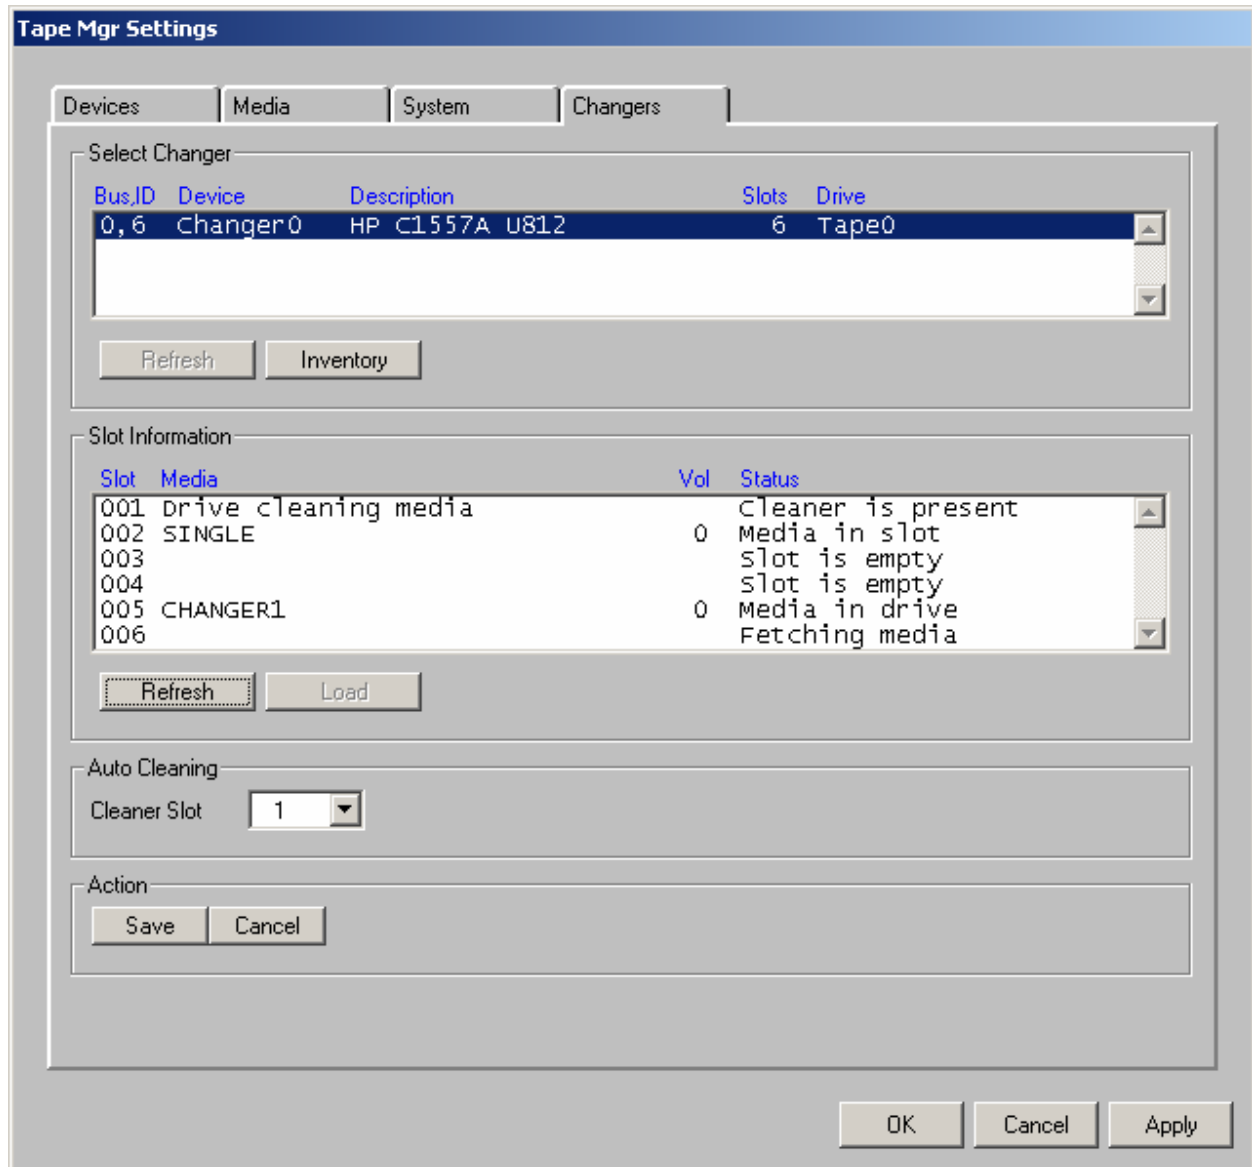 Tape Mgr Settings
Devices Media System Changers
Select Changer
Bus,ID Device Description Slots Drive
0,6 Changer0 HP C1557A U812 6 Tape0
Refresh Inventory
Slot Information
Slot Media Vol Status
001 Drive cleaning media Cleaner is present
002 SINGLE 0 Media in slot
003 Slot is empty
004 Slot is empty
005 CHANGER1 0 Media in drive
006 Fetching media
Refresh Load
Auto Cleaning
Cleaner Slot 1
Action
Save Cancel
OK Cancel Apply